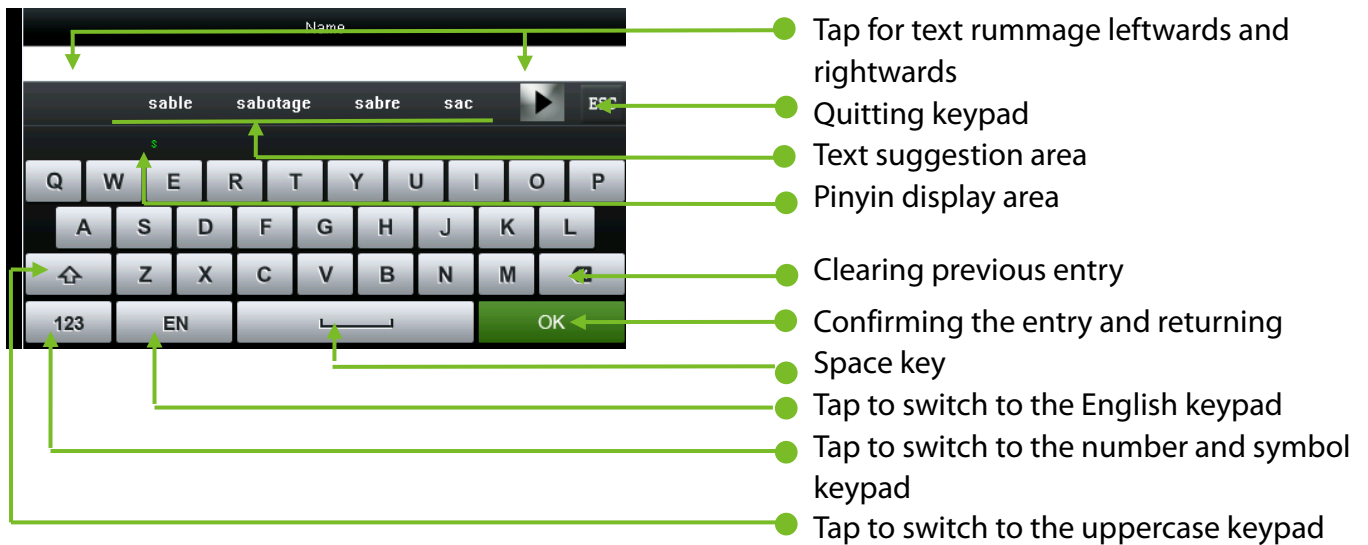 Name
Tap for text rummage leftwards and
rightwards
sable sabotage sabre sac ESC
Quitting keypad
Text suggestion area
s
Pinyin display area
Q W E R T Y U I O P
A S D F G H J K L
Clearing previous entry
Z X C V B N M
123 EN OK
Confirming the entry and returning
Space key
Tap to switch to the English keypad
Tap to switch to the number and symbol
keypad
Tap to switch to the uppercase keypad